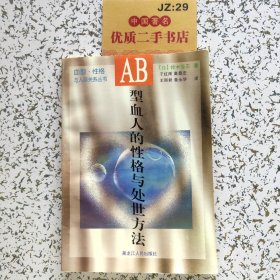 JZ:29
中国著名
优质二手书店
血型·性格
与人际关系丛书
AB
型血人的性格与处世方法
〔日〕铃木芳正 著
黑龙江人民出版社